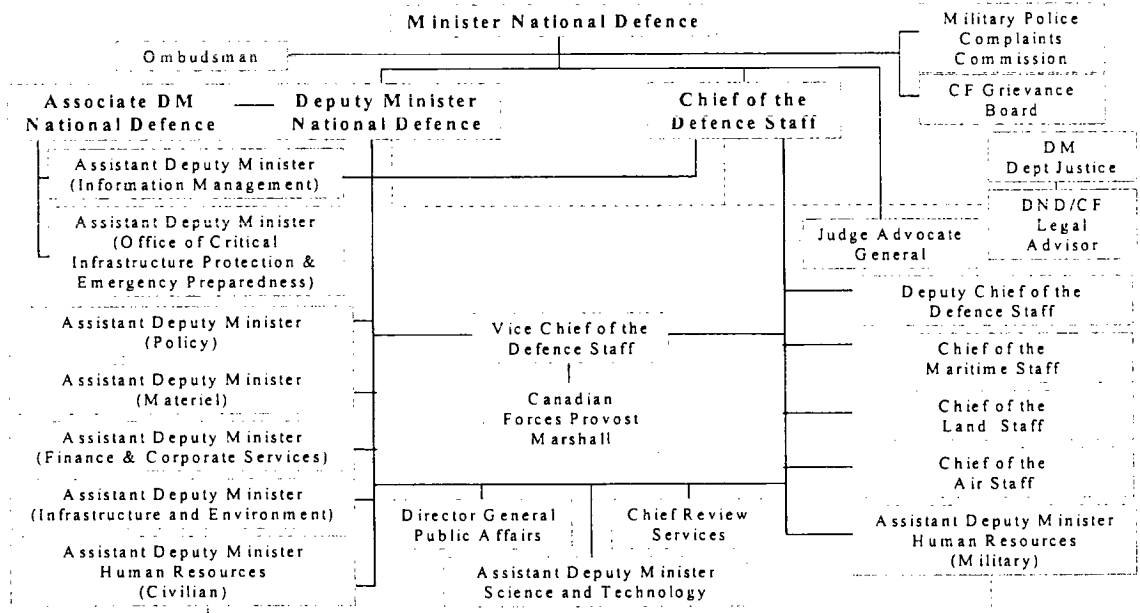 Minister National Defence
Military Police
Complaints
Commission
Ombudsman
CF Grievance
Board
Associate DM
National Defence
Deputy Minister
National Defence
Chief of the
Defence Staff
DM
Dept Justice
DND/CF
Legal
Advisor
Assistant Deputy Minister
(Information Management)
Assistant Deputy Minister
(Office of Critical
Infrastructure Protection &
Emergency Preparedness)
Judge Advocate
General
Assistant Deputy Minister
(Policy)
Assistant Deputy Minister
(Materiel)
Assistant Deputy Minister
(Finance & Corporate Services)
Assistant Deputy Minister
(Infrastructure and Environment)
Assistant Deputy Minister
Human Resources
(Civilian)
Vice Chief of the
Defence Staff
Canadian
Forces Provost
Marshall
Director General
Public Affairs
Chief Review
Services
Assistant Deputy Minister
Science and Technology
Deputy Chief of the
Defence Staff
Chief of the
Maritime Staff
Chief of the
Land Staff
Chief of the
Air Staff
Assistant Deputy Minister
Human Resources
(Military)